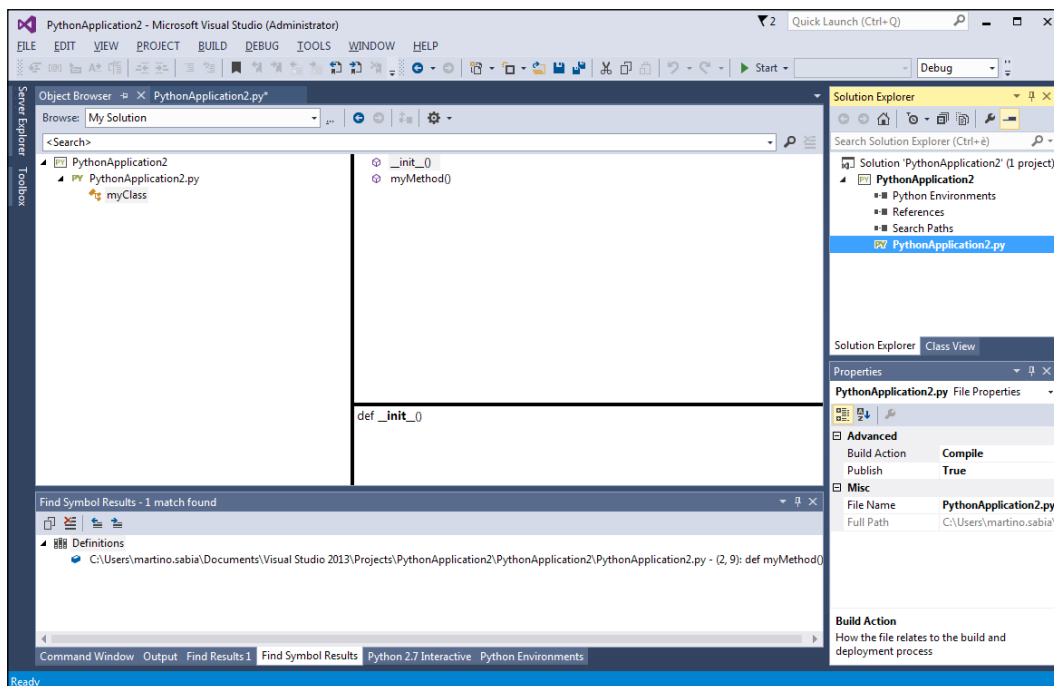 PythonApplication2 - Microsoft Visual Studio (Administrator)
2
Quick Launch (Ctrl+Q)
FILE EDIT VIEW PROJECT BUILD DEBUG TOOLS WINDOW HELP
Start
Debug
Server Explorer
Toolbox
Object Browser
PythonApplication2.py*
Browse: My Solution
...
<Search>
PY PythonApplication2
PY PythonApplication2.py
myClass
__init__()
myMethod()
def __init__()
Find Symbol Results - 1 match found
Definitions
C:\Users\martino.sabia\Documents\Visual Studio 2013\Projects\PythonApplication2\PythonApplication2\PythonApplication2.py - (2, 9): def myMethod()
Command Window Output Find Results 1 Find Symbol Results Python 2.7 Interactive Python Environments
Solution Explorer
Search Solution Explorer (Ctrl+è)
Solution 'PythonApplication2' (1 project)
PY PythonApplication2
Python Environments
References
Search Paths
PY PythonApplication2.py
Solution Explorer Class View
Properties
PythonApplication2.py File Properties
Advanced
Build Action Compile
Publish True
Misc
File Name PythonApplication2.py
Full Path C:\Users\martino.sabia\
Build Action
How the file relates to the build and
deployment process
Ready